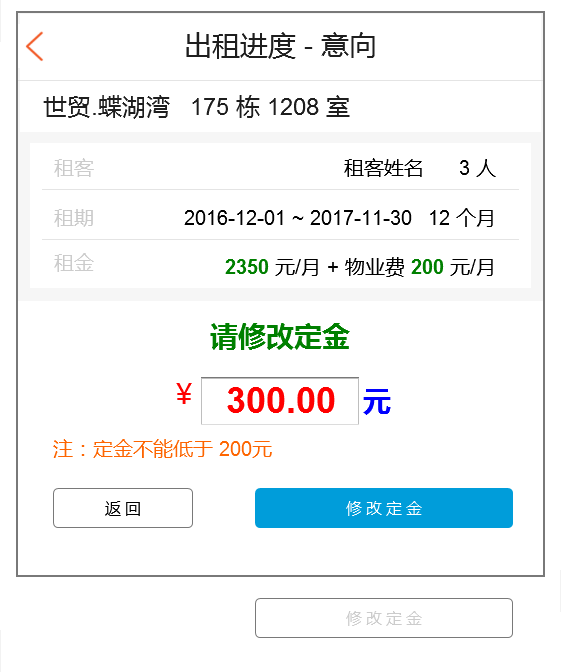 出租进度 - 意向
世贸.蝶湖湾 175 栋 1208 室
租客 租客姓名 3 人
租期 2016-12-01 ~ 2017-11-30 12 个月
租金 2350 元/月 + 物业费 200 元/月
请修改定金
¥ 300.00 元
注：定金不能低于 200元
返回 修改定金
修改定金